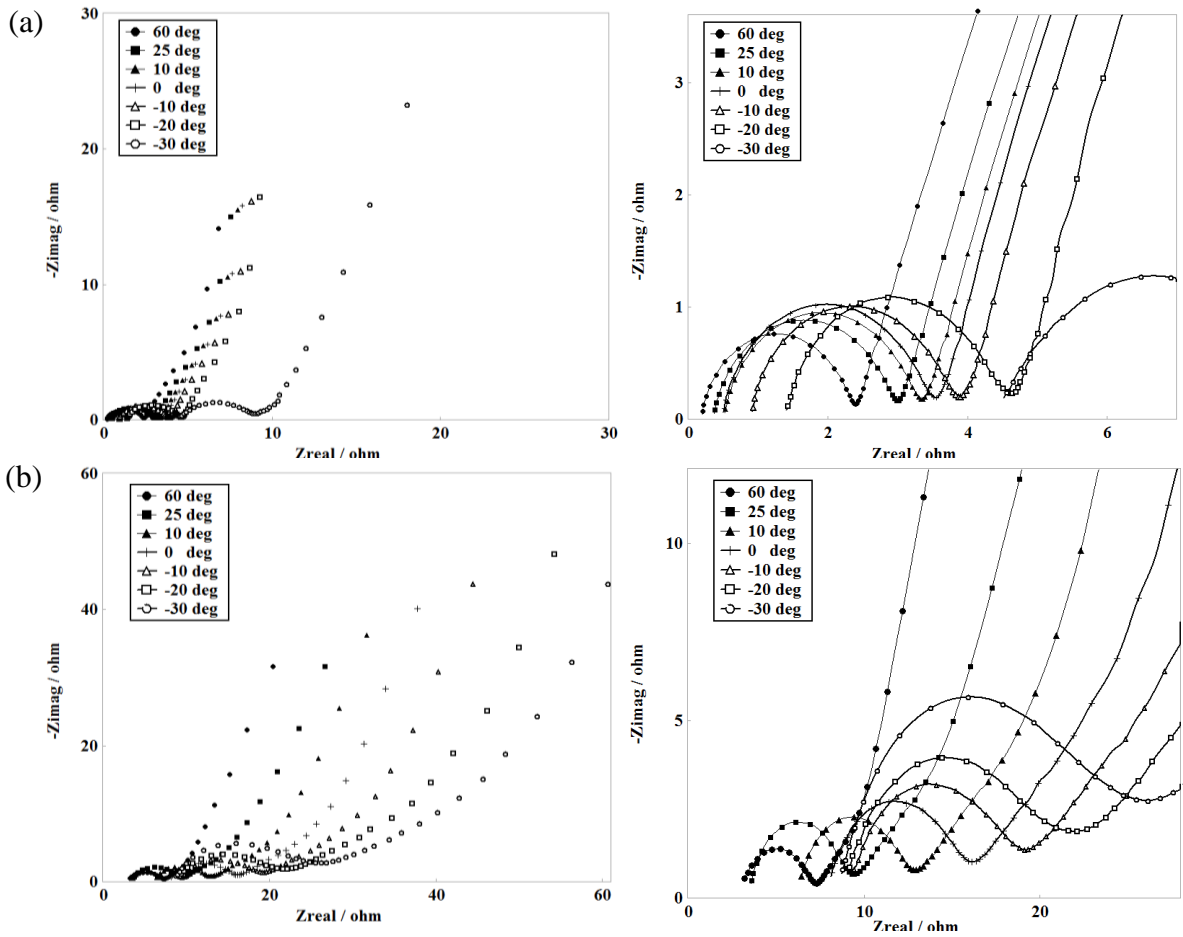 (a)
30
20
10
0
-Zimag / ohm
60 deg
25 deg
10 deg
0 deg
-10 deg
-20 deg
-30 deg
0 10 20 30
Zreal / ohm
3
2
1
0
-Zimag / ohm
60 deg
25 deg
10 deg
0 deg
-10 deg
-20 deg
-30 deg
0 2 4 6
Zreal / ohm
(b)
60
40
20
0
-Zimag / ohm
60 deg
25 deg
10 deg
0 deg
-10 deg
-20 deg
-30 deg
0 20 40 60
Zreal / ohm
10
5
0
-Zimag / ohm
60 deg
25 deg
10 deg
0 deg
-10 deg
-20 deg
-30 deg
0 10 20
Zreal / ohm